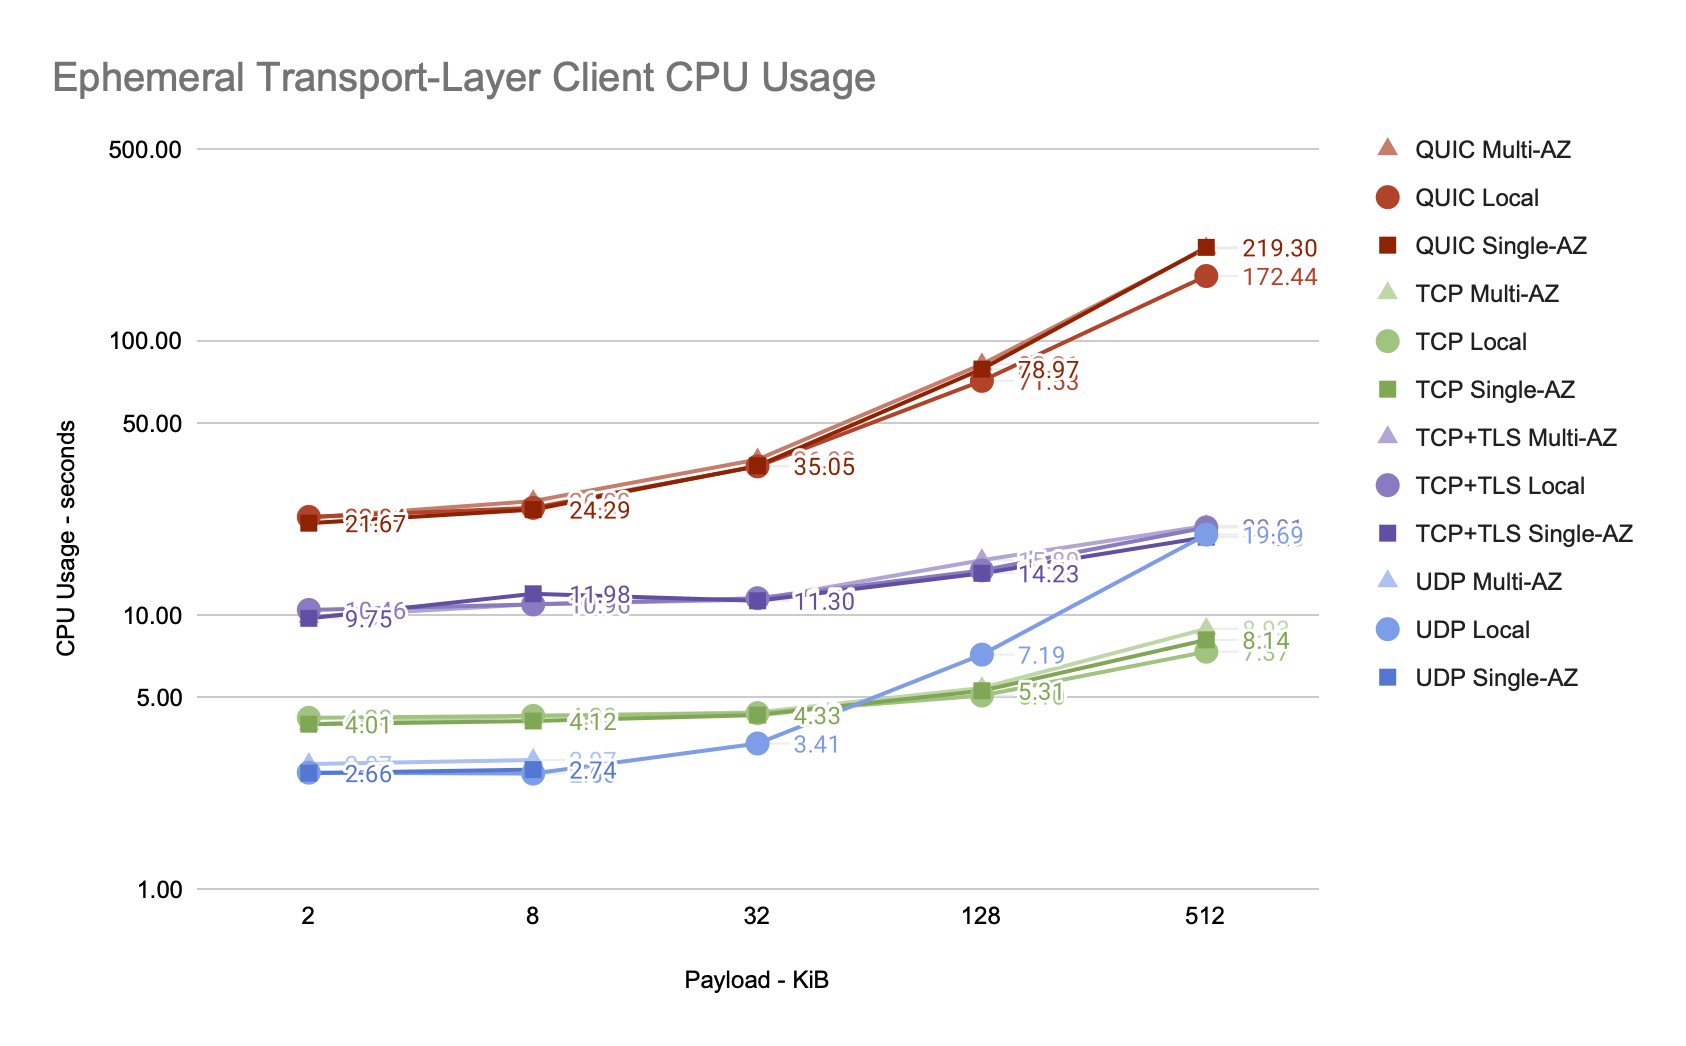 Ephemeral Transport-Layer Client CPU Usage
500.00
100.00
50.00
10.00
5.00
1.00
CPU Usage - seconds
2
8
32
128
512
Payload - KiB
QUIC Multi-AZ
QUIC Local
QUIC Single-AZ
TCP Multi-AZ
TCP Local
TCP Single-AZ
TCP+TLS Multi-AZ
TCP+TLS Local
TCP+TLS Single-AZ
UDP Multi-AZ
UDP Local
UDP Single-AZ
219.30
172.44
78.97
35.05
24.29
21.67
19.69
14.23
11.30
11.98
9.75
8.14
7.19
5.31
4.33
4.12
4.01
3.41
2.74
2.66